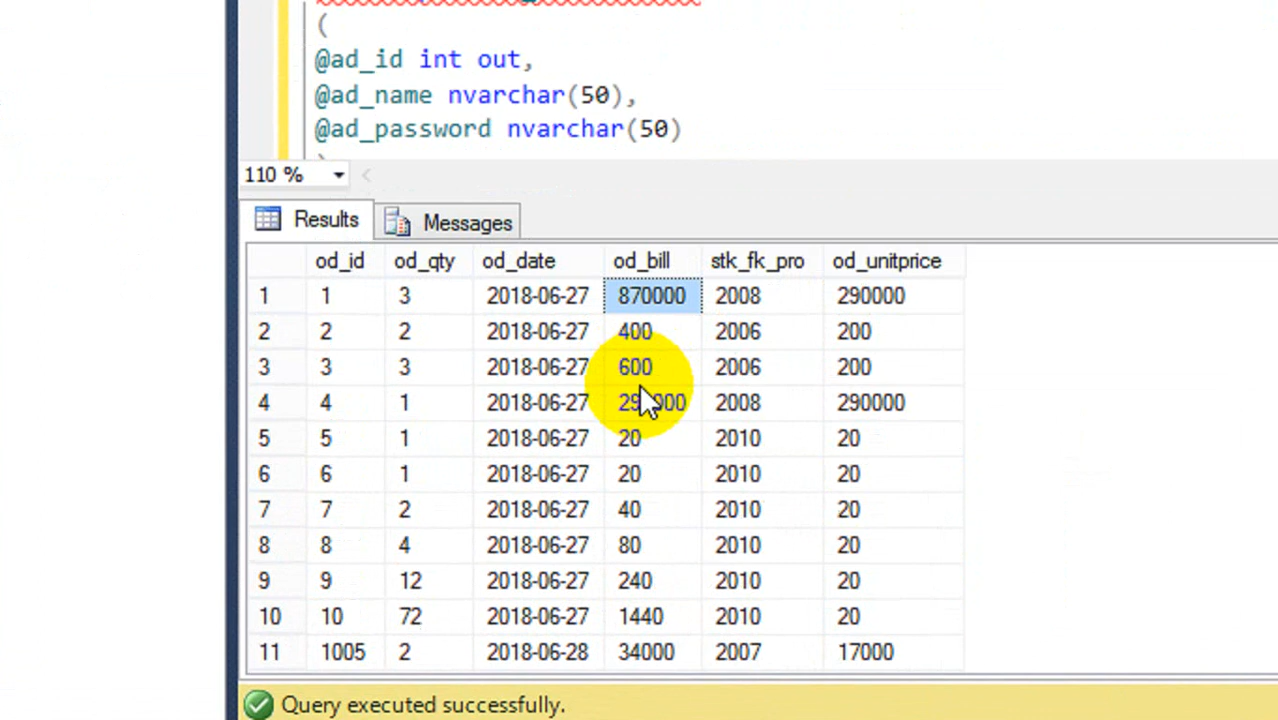 (
@ad_id int out,
@ad_name nvarchar(50),
@ad_password nvarchar(50)
110 %
Results Messages
od_id od_qty od_date od_bill stk_fk_pro od_unitprice
1 1 3 2018-06-27 870000 2008 290000
2 2 2 2018-06-27 400 2006 200
3 3 3 2018-06-27 600 2006 200
4 4 1 2018-06-27 290000 2008 290000
5 5 1 2018-06-27 20 2010 20
6 6 1 2018-06-27 20 2010 20
7 7 2 2018-06-27 40 2010 20
8 8 4 2018-06-27 80 2010 20
9 9 12 2018-06-27 240 2010 20
10 10 72 2018-06-27 1440 2010 20
11 1005 2 2018-06-28 34000 2007 17000
Query executed successfully.